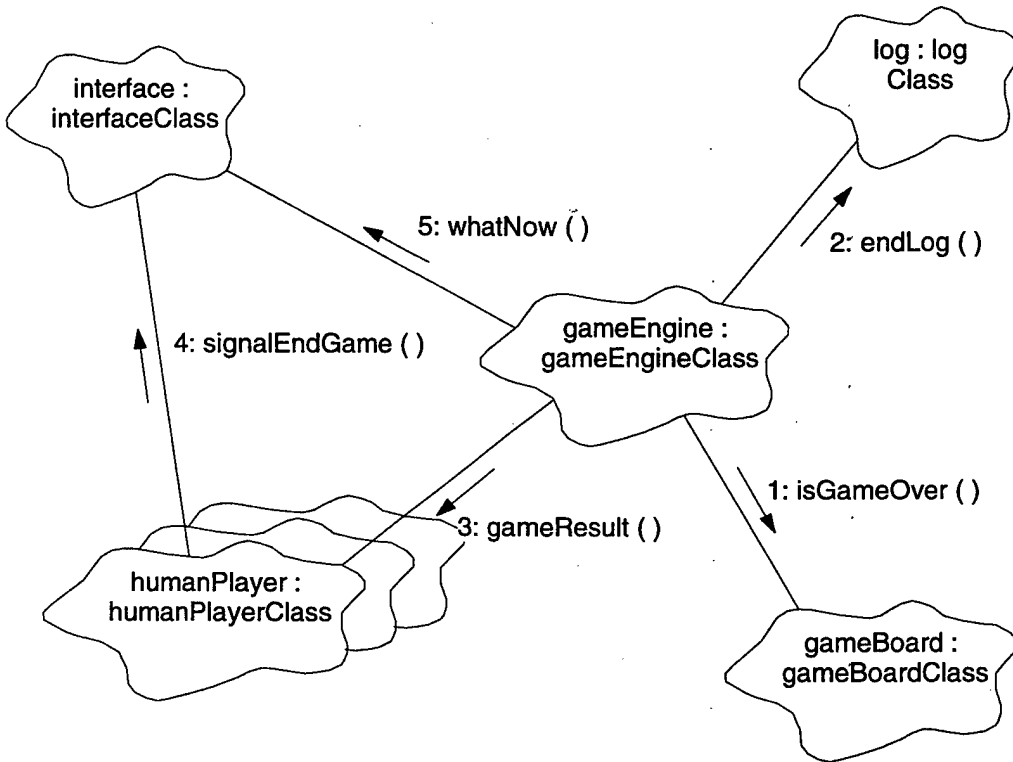 log : log
Class
interface :
interfaceClass
5: whatNow ( )
2: endLog ( )
gameEngine :
gameEngineClass
4: signalEndGame ( )
1: isGameOver ( )
3: gameResult ( )
humanPlayer :
humanPlayerClass
gameBoard :
gameBoardClass